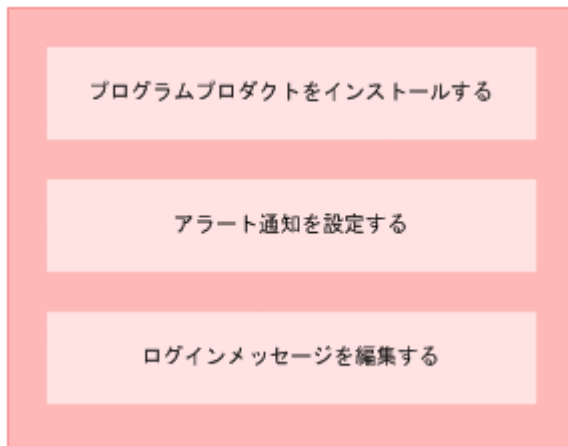 プログラムプロダクトをインストールする
アラート通知を設定する
ログインメッセージを編集する